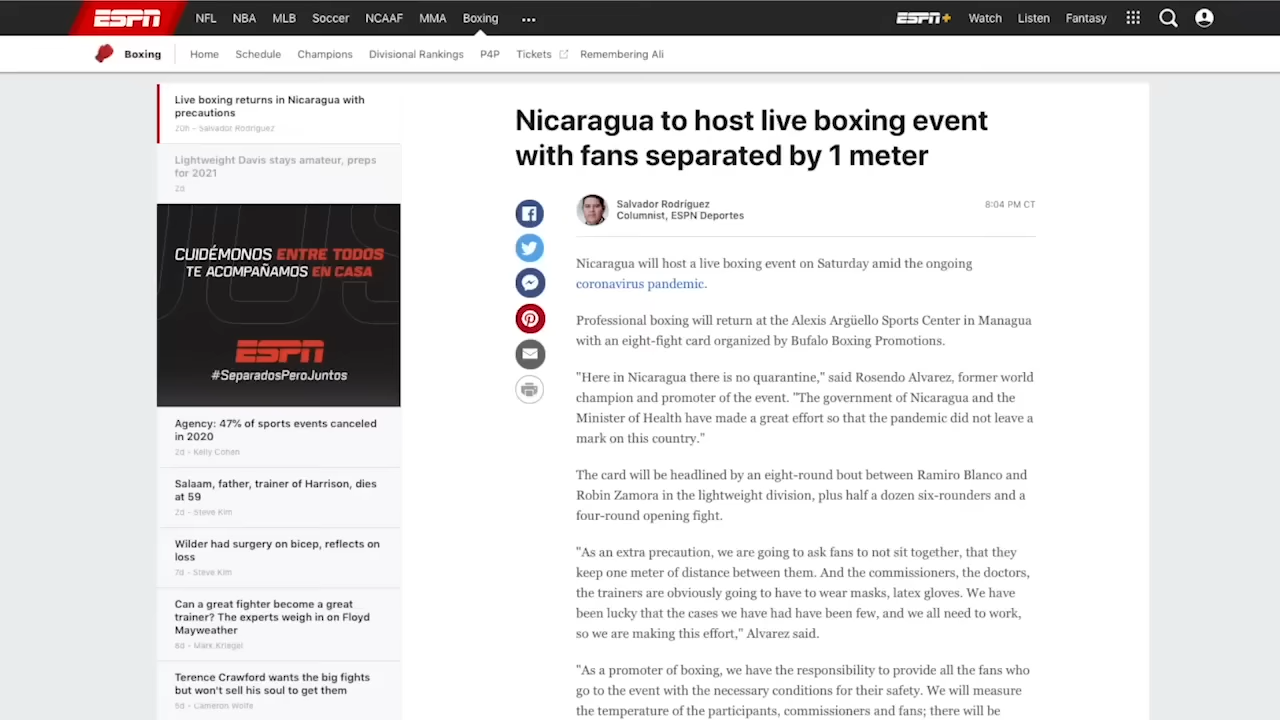 ESPN NFL NBA MLB Soccer NCAAF MMA Boxing ... ESPN+ Watch Listen Fantasy
Boxing Home Schedule Champions Divisional Rankings P4P Tickets Remembering Ali
Live boxing returns in Nicaragua with
precautions
20h - Salvador Rodriguez
Lightweight Davis stays amateur, preps
for 2021
2d
CUIDÉMONOS ENTRE TODOS
TE ACOMPAÑAMOS EN CASA
ESPN
#SeparadosPeroJuntos
Agency: 47% of sports events canceled
in 2020
2d - Kelly Cohen
Salaam, father, trainer of Harrison, dies
at 59
2d - Steve Kim
Wilder had surgery on bicep, reflects on
loss
7d - Steve Kim
Can a great fighter become a great
trainer? The experts weigh in on Floyd
Mayweather
8d - Mark Kriegel
Terence Crawford wants the big fights
but won't sell his soul to get them
5d - Cameron Wolfe
Nicaragua to host live boxing event
with fans separated by 1 meter
Salvador Rodríguez
Columnist, ESPN Deportes
8:04 PM CT
Nicaragua will host a live boxing event on Saturday amid the ongoing
coronavirus pandemic.
Professional boxing will return at the Alexis Argüello Sports Center in Managua
with an eight-fight card organized by Bufalo Boxing Promotions.
"Here in Nicaragua there is no quarantine," said Rosendo Alvarez, former world
champion and promoter of the event. "The government of Nicaragua and the
Minister of Health have made a great effort so that the pandemic did not leave a
mark on this country."
The card will be headlined by an eight-round bout between Ramiro Blanco and
Robin Zamora in the lightweight division, plus half a dozen six-rounders and a
four-round opening fight.
"As an extra precaution, we are going to ask fans to not sit together, that they
keep one meter of distance between them. And the commissioners, the doctors,
the trainers are obviously going to have to wear masks, latex gloves. We have
been lucky that the cases we have had have been few, and we all need to work,
so we are making this effort," Alvarez said.
"As a promoter of boxing, we have the responsibility to provide all the fans who
go to the event with the necessary conditions for their safety. We will measure
the temperature of the participants, commissioners and fans; there will be